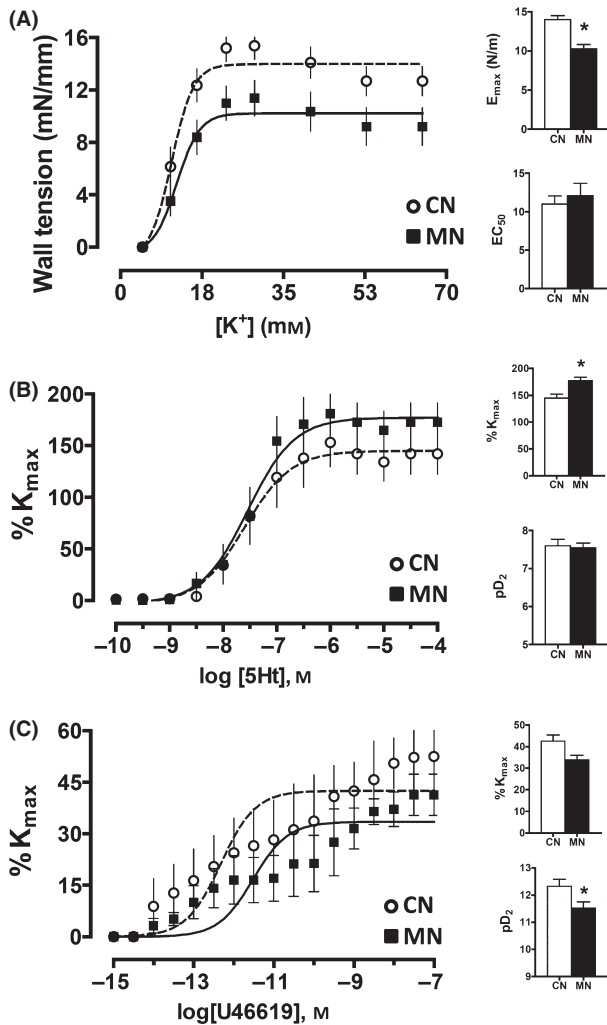 (A)
Wall tension (mN/mm)
16
12
8
4
0
CN
MN
0
18
35
53
70
[K⁺] (mM)
Eₘₐₓ (N/m)
15
10
5
0
*
CN
MN
EC₅₀
15
10
5
0
CN
MN
(B)
%Kₘₐₓ
200
150
100
50
0
CN
MN
–10
–9
–8
–7
–6
–5
–4
log [5Ht], M
%Kₘₐₓ
200
150
100
50
0
*
CN
MN
pD₂
8
7
6
5
CN
MN
(C)
%Kₘₐₓ
60
45
30
15
0
CN
MN
–15
–13
–11
–9
–7
log[U46619], M
%Kₘₐₓ
50
40
30
20
10
0
CN
MN
pD₂
13
12
11
10
9
*
CN
MN